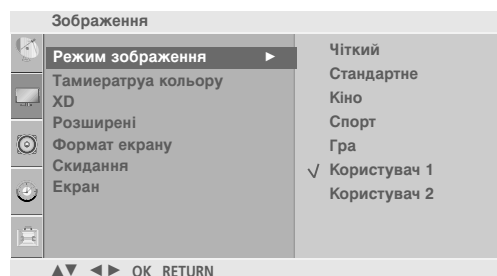 Зображення
Режим зображення ►
Тамиератруа кольору
XD
Розширені
Формат екрану
Скидання
Екран
Чіткий
Стандартне
Кіно
Спорт
Гра
√ Користувач 1
Користувач 2
▲▼ ◄► OK RETURN